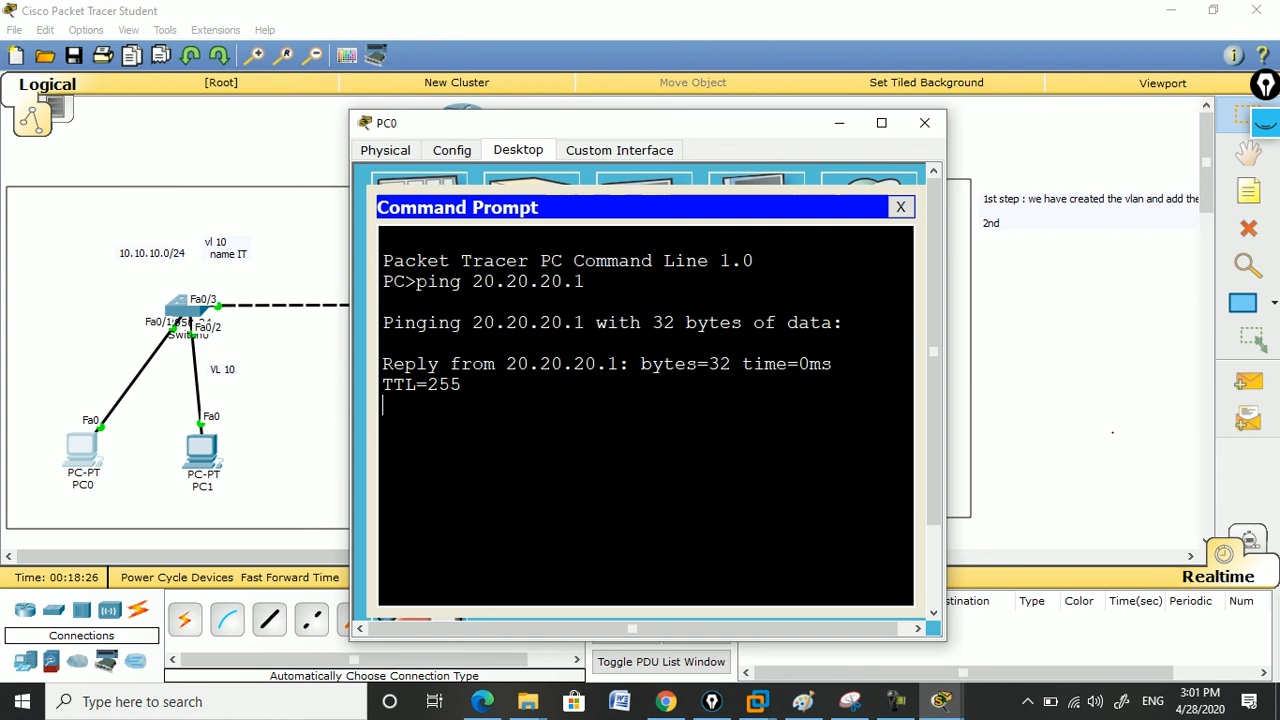 Cisco Packet Tracer Student
File Edit Options View Tools Extensions Help
Logical [Root] New Cluster Move Object Set Tiled Background Viewport
PC0
Physical Config Desktop Custom Interface
Command Prompt X
Packet Tracer PC Command Line 1.0
PC>ping 20.20.20.1
Pinging 20.20.20.1 with 32 bytes of data:
Reply from 20.20.20.1: bytes=32 time=0ms
TTL=255
1st step : we have created the vlan and add the
2nd
vl 10
10.10.10.0/24 name IT
Fa0/3
Fa0/1
Fa0/2
VL 10
Fa0 Fa0
PC-PT
PC0
PC-PT
PC1
Time: 00:18:26 Power Cycle Devices Fast Forward Time
Realtime
stination Type Color Time(sec) Periodic Num
Connections
Toggle PDU List Window
Automatically Choose Connection Type
Type here to search
ENG
3:01 PM
4/28/2020